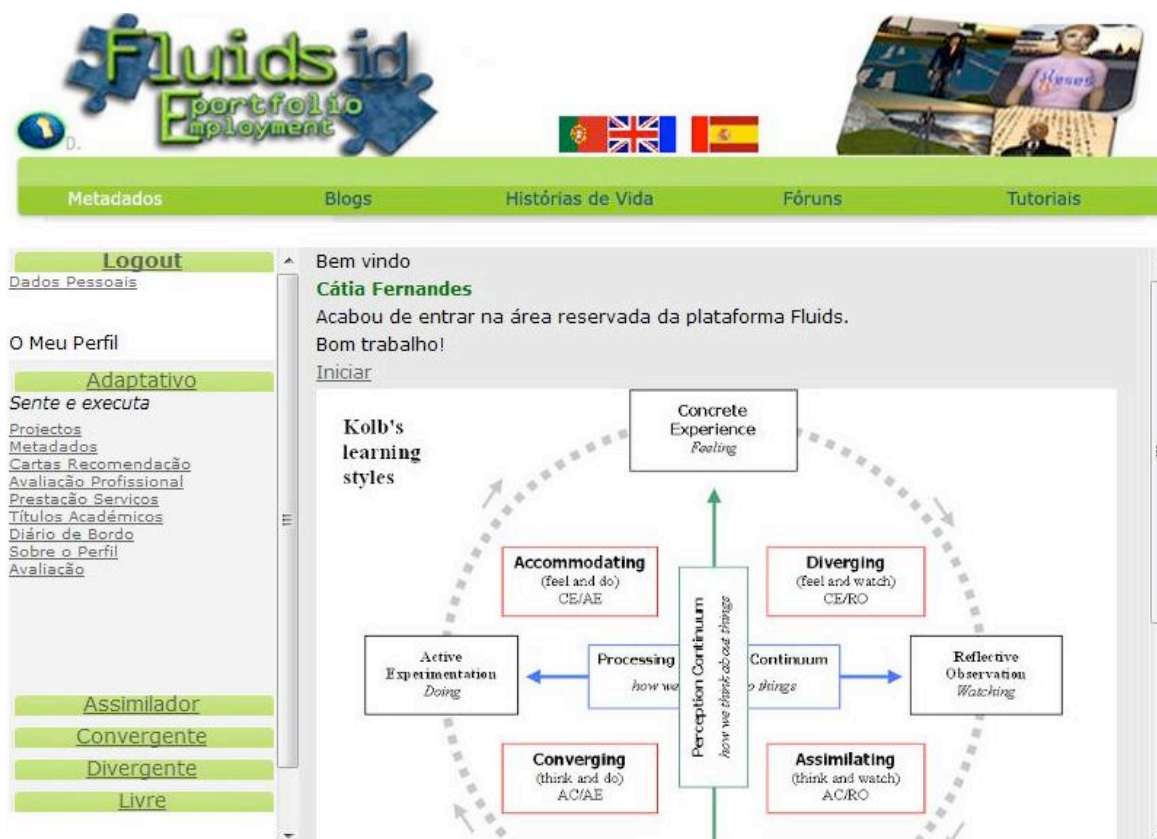 Fluids id
Eportfolio
Employment
D.
Roses
Metadados Blogs Histórias de Vida Fóruns Tutoriais
Logout
Dados Pessoais
O Meu Perfil
Adaptativo
Sente e executa
Projectos
Metadados
Cartas Recomendação
Avaliação Profissional
Prestação Serviços
Títulos Académicos
Diário de Bordo
Sobre o Perfil
Avaliação
Assimilador
Convergente
Divergente
Livre
Bem vindo
Cátia Fernandes
Acabou de entrar na área reservada da plataforma Fluids.
Bom trabalho!
Iniciar
Kolb's
learning
styles
Concrete
Experience
Feeling
Accommodating
(feel and do)
CE/AE
Diverging
(feel and watch)
CE/RO
Active
Experimentation
Doing
Processing Continuum
how we things
Perception Continuum
how we think about things
Reflective
Observation
Watching
Converging
(think and do)
AC/AE
Assimilating
(think and watch)
AC/RO